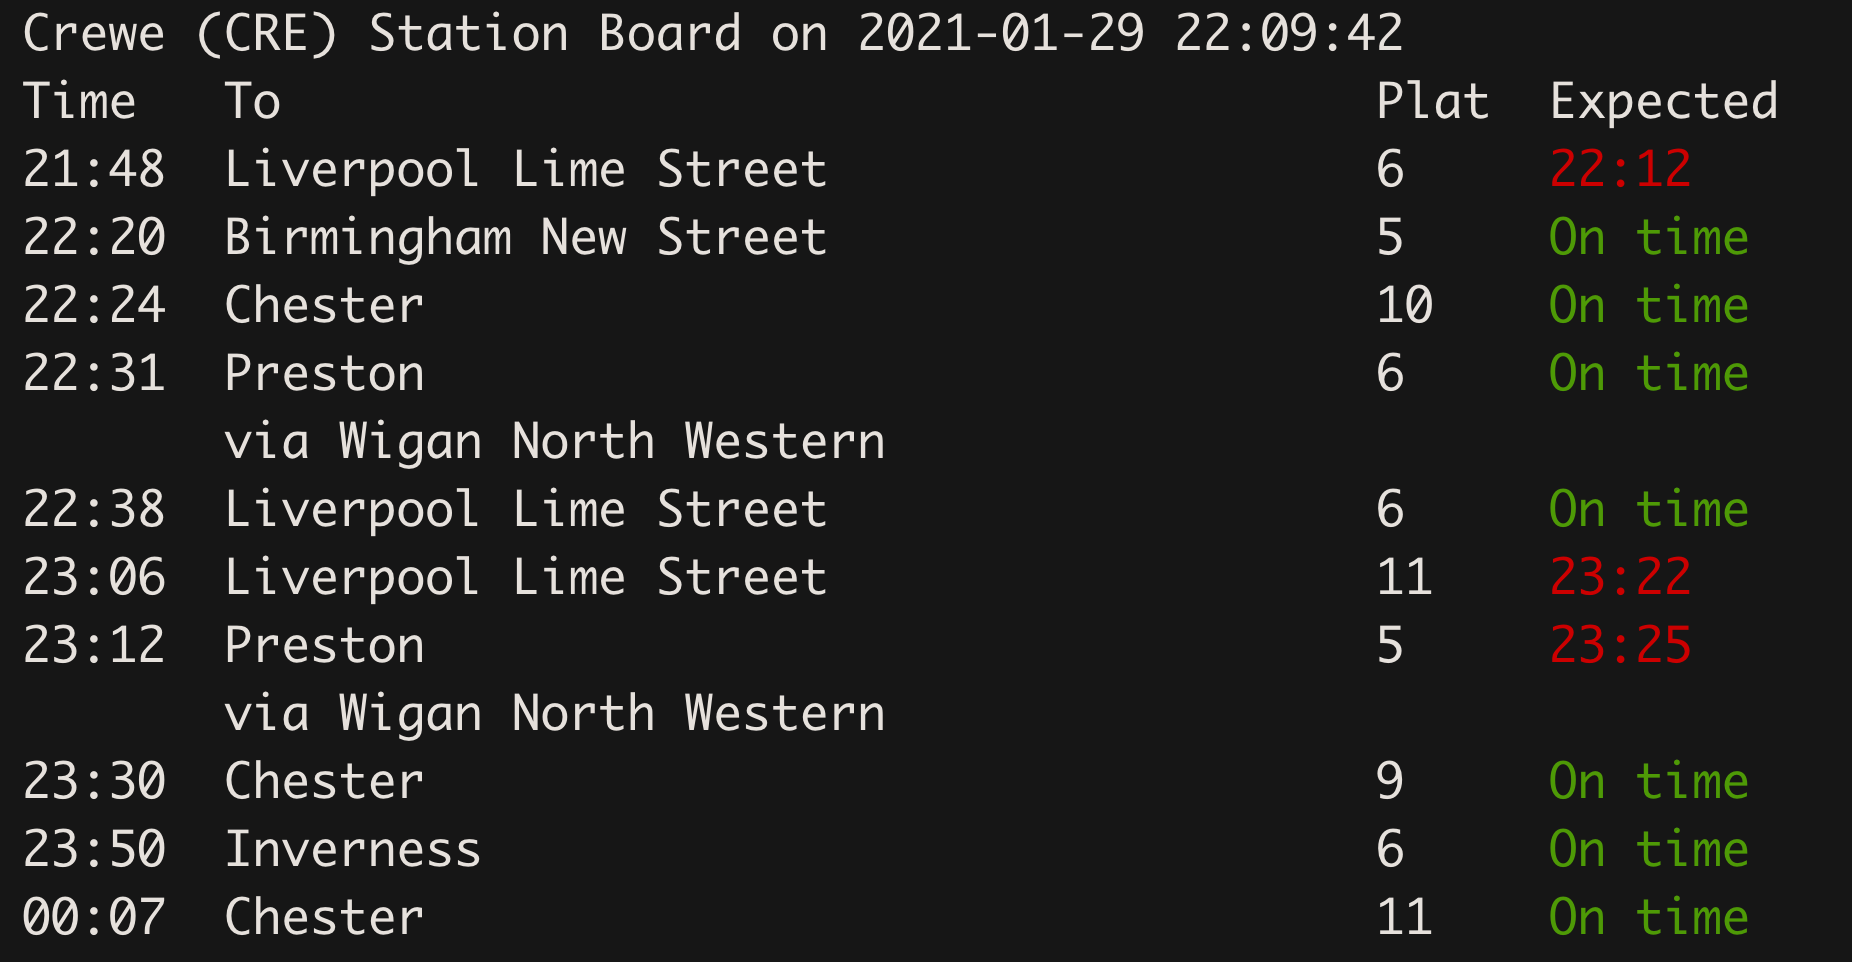 Crewe (CRE) Station Board on 2021-01-29 22:09:42
Time To Plat Expected
21:48 Liverpool Lime Street 6 22:12
22:20 Birmingham New Street 5 On time
22:24 Chester 10 On time
22:31 Preston 6 On time
via Wigan North Western
22:38 Liverpool Lime Street 6 On time
23:06 Liverpool Lime Street 11 23:22
23:12 Preston 5 23:25
via Wigan North Western
23:30 Chester 9 On time
23:50 Inverness 6 On time
00:07 Chester 11 On time